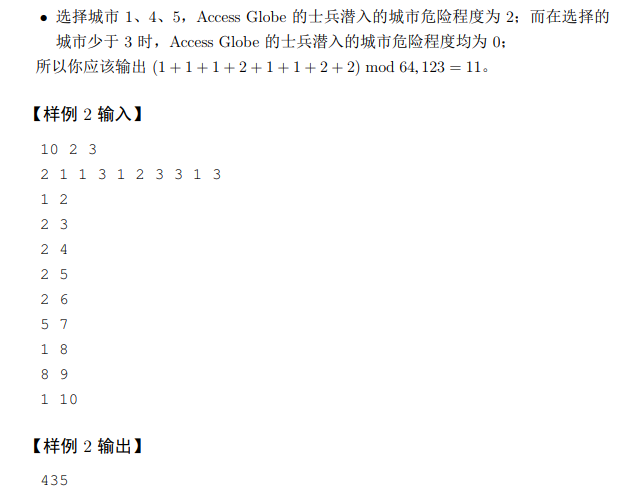 • 选择城市 1、4、5，Access Globe 的士兵潜入的城市危险程度为 2；而在选择的
城市少于 3 时，Access Globe 的士兵潜入的城市危险程度均为 0；
所以你应该输出 (1 + 1 + 1 + 2 + 1 + 1 + 2 + 2) mod 64, 123 = 11。
【样例 2 输入】
10 2 3
2 1 1 3 1 2 3 3 1 3
1 2
2 3
2 4
2 5
2 6
5 7
1 8
8 9
1 10
【样例 2 输出】
435